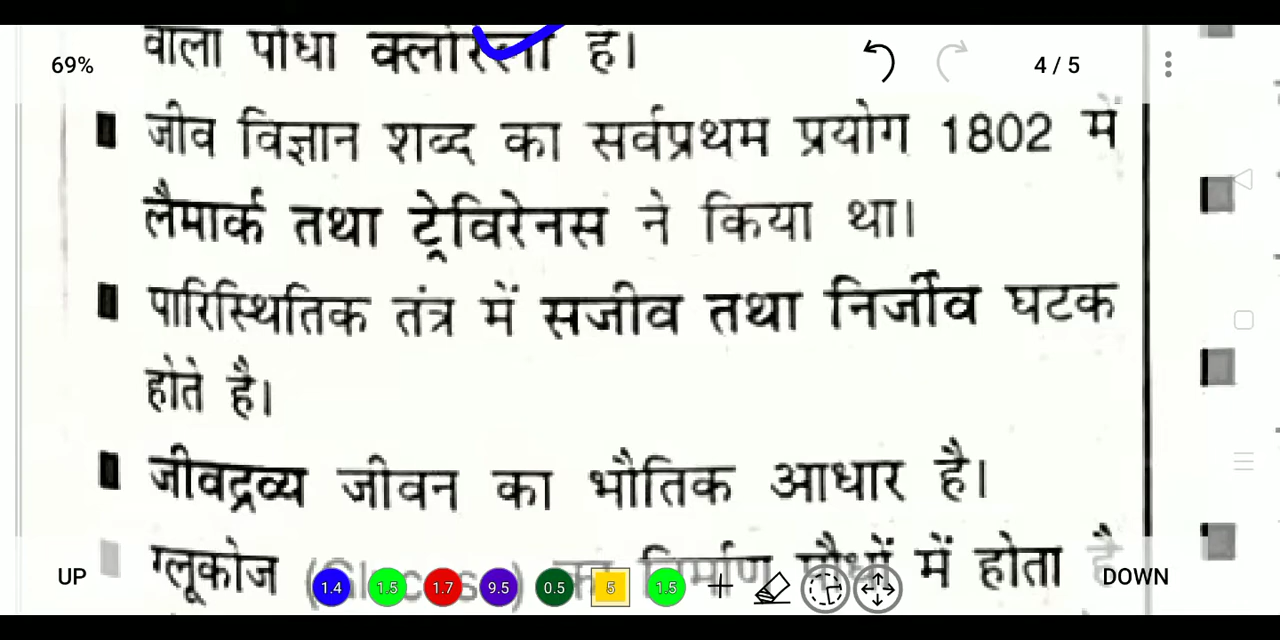 वाला पौधा क्लोरेला है।
69%
4 / 5
जीव विज्ञान शब्द का सर्वप्रथम प्रयोग 1802 में
लैमार्क तथा ट्रेविरेनस ने किया था।
पारिस्थितिक तंत्र में सजीव तथा निर्जीव घटक
होते है।
जीवद्रव्य जीवन का भौतिक आधार है।
ग्लूकोज (Glucose) का निर्माण पौधों में होता है
UP
1.4 1.5 1.7 9.5 0.5 5 1.5
DOWN